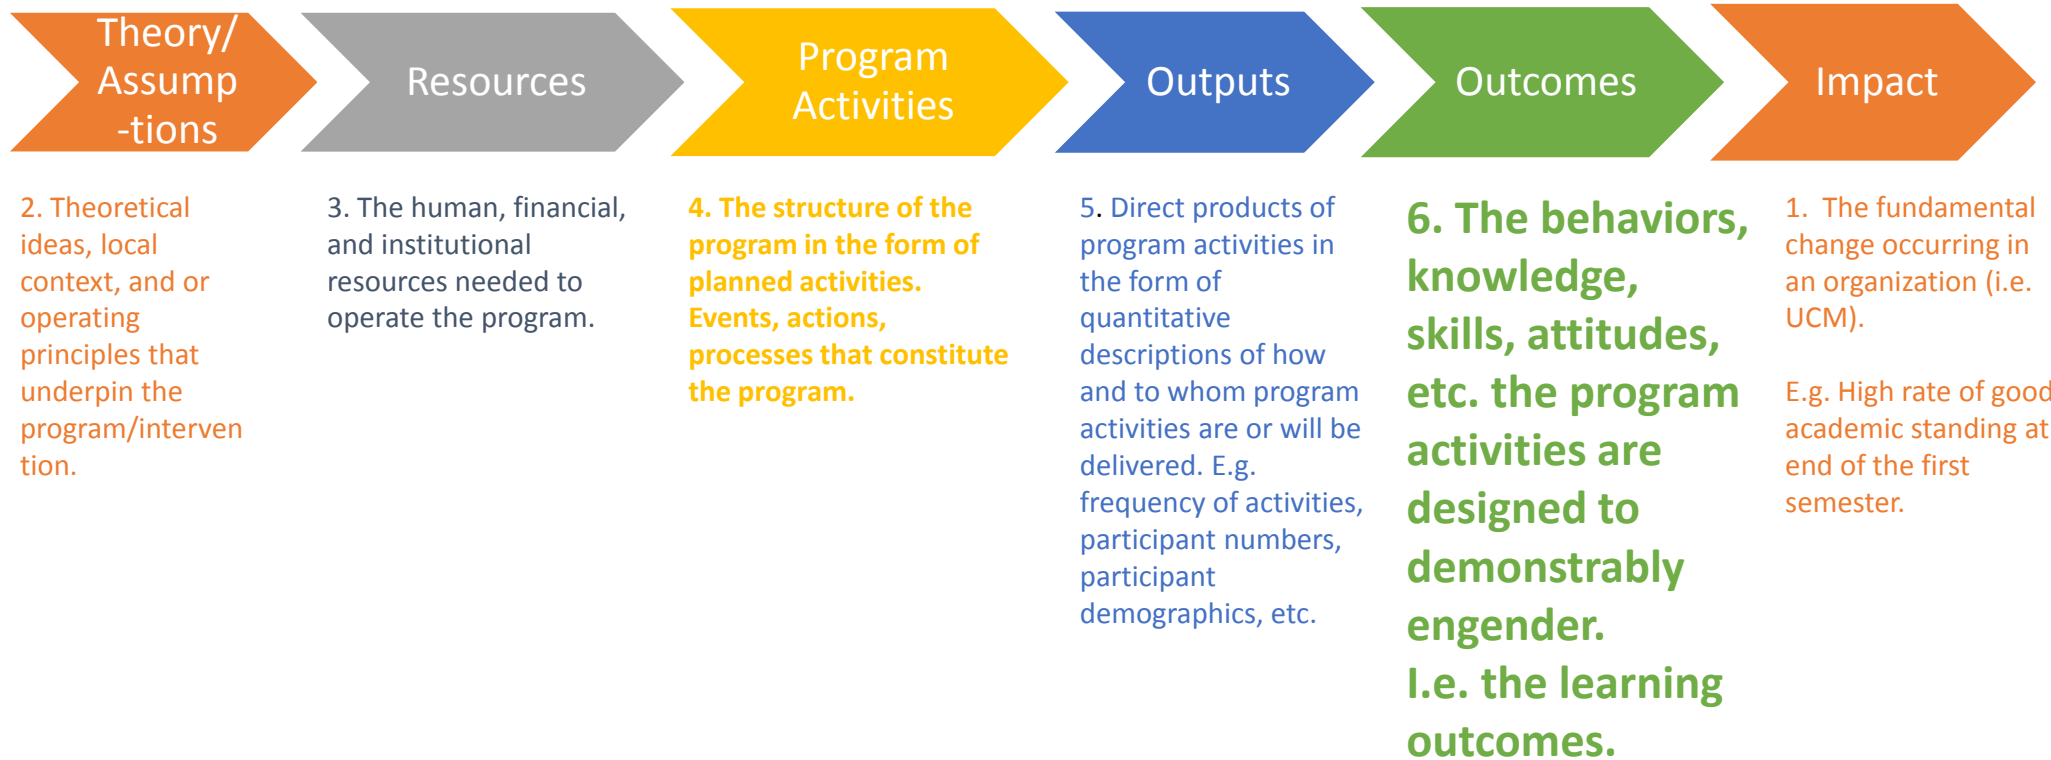 Theory/
Assump
-tions
Resources
Program
Activities
Outputs
Outcomes
Impact
2. Theoretical
ideas, local
context, and or
operating
principles that
underpin the
program/interven
tion.
3. The human, financial,
and institutional
resources needed to
operate the program.
4. The structure of the
program in the form of
planned activities.
Events, actions,
processes that constitute
the program.
5. Direct products of
program activities in
the form of
quantitative
descriptions of how
and to whom program
activities are or will be
delivered. E.g.
frequency of activities,
participant numbers,
participant
demographics, etc.
6. The behaviors,
knowledge,
skills, attitudes,
etc. the program
activities are
designed to
demonstrably
engender.
I.e. the learning
outcomes.
1. The fundamental
change occurring in
an organization (i.e.
UCM).
E.g. High rate of good
academic standing at
end of the first
semester.